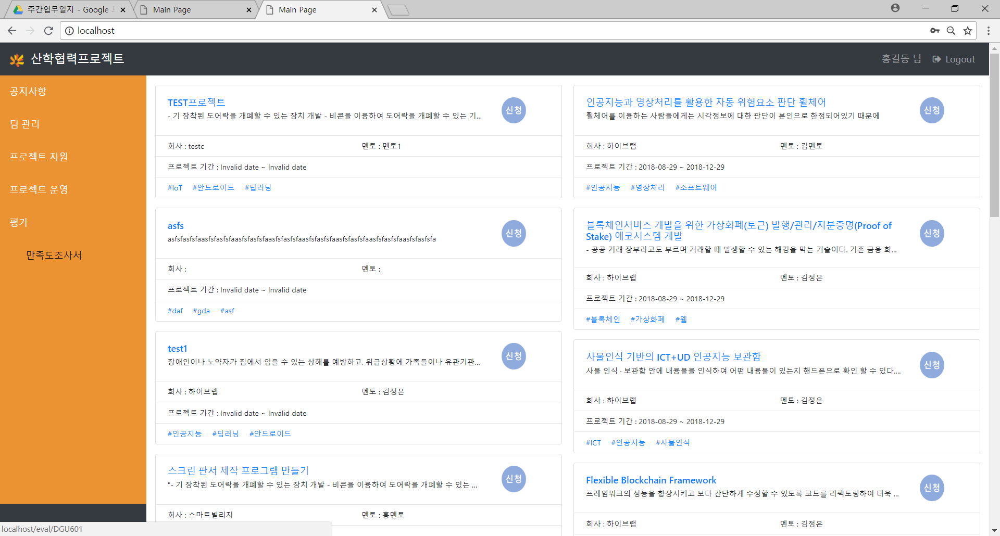 주간업무일지 - Google
Main Page
Main Page
localhost
산학협력프로젝트
홍길동 님
Logout
공지사항
팀 관리
프로젝트 지원
프로젝트 운영
평가
만족도조사서
TEST프로젝트
- 기 장착된 도어락을 개폐할 수 있는 장치 개발 - 비콘을 이용하여 도어락을 개폐할 수 있는 기...
신청
회사 : testc
멘토 : 멘토1
프로젝트 기간 : Invalid date ~ Invalid date
#IoT #안드로이드 #딥러닝
asfs
asfsfasfsfaasfsfasfsfaasfsfasfsfaasfsfasfsfaasfsfasfsfaasfsfasfsfaasfsfasfsfaasfsfasfsfa
신청
회사 :
멘토 :
프로젝트 기간 : Invalid date ~ Invalid date
#daf #gda #asf
test1
장애인이나 노약자가 집에서 입을 수 있는 상해를 예방하고, 위급상황에 가족들이나 유관기관...
신청
회사 : 하이브랩
멘토 : 김정은
프로젝트 기간 : Invalid date ~ Invalid date
#인공지능 #딥러닝 #안드로이드
스크린 판서 제작 프로그램 만들기
"- 기 장착된 도어락을 개폐할 수 있는 장치 개발 - 비콘을 이용하여 도어락을 개폐할 수 있는 ...
신청
회사 : 스마트빌리지
멘토 : 홍멘토
인공지능과 영상처리를 활용한 자동 위험요소 판단 휠체어
휠체어를 이용하는 사람들에게는 시각정보에 대한 판단이 본인으로 한정되어있기 때문에
신청
회사 : 하이브랩
멘토 : 김멘토
프로젝트 기간 : 2018-08-29 ~ 2018-12-29
#인공지능 #영상처리 #소프트웨어
블록체인서비스 개발을 위한 가상화폐(토큰) 발행/관리/지분증명(Proof of
Stake) 에코시스템 개발
- 공공 거래 장부라고도 부르며 거래할 때 발생할 수 있는 해킹을 막는 기술이다. 기존 금융 회...
신청
회사 : 하이브랩
멘토 : 김정은
프로젝트 기간 : 2018-08-29 ~ 2018-12-29
#블록체인 #가상화폐 #웹
사물인식 기반의 ICT+UD 인공지능 보관함
사물 인식 · 보관함 안에 내용물을 인식하여 어떤 내용물이 있는지 핸드폰으로 확인 할 수 있다....
신청
회사 : 하이브랩
멘토 : 김정은
프로젝트 기간 : 2018-08-29 ~ 2018-12-29
#ICT #인공지능 #사물인식
Flexible Blockchain Framework
프레임워크의 성능을 향상시키고 보다 간단하게 수정할 수 있도록 코드를 리팩토링하여 더욱 ...
신청
회사 : 하이브랩
멘토 : 김정은
localhost/eval/DGU601